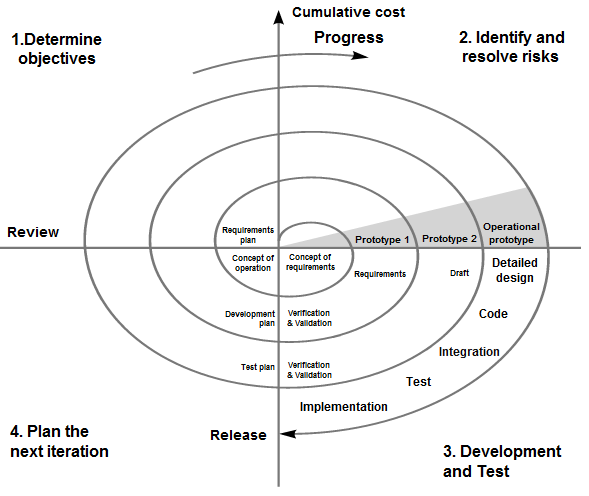 Cumulative cost
1.Determine
objectives
Progress
2. Identify and
resolve risks
Review
Requirements
plan
Prototype 1
Prototype 2
Operational
prototype
Concept of
operation
Concept of
requirements
Requirements
Draft
Detailed
design
Development
plan
Verification
& Validation
Code
Integration
Test plan
Verification
& Validation
Test
Implementation
Release
4. Plan the
next iteration
3. Development
and Test